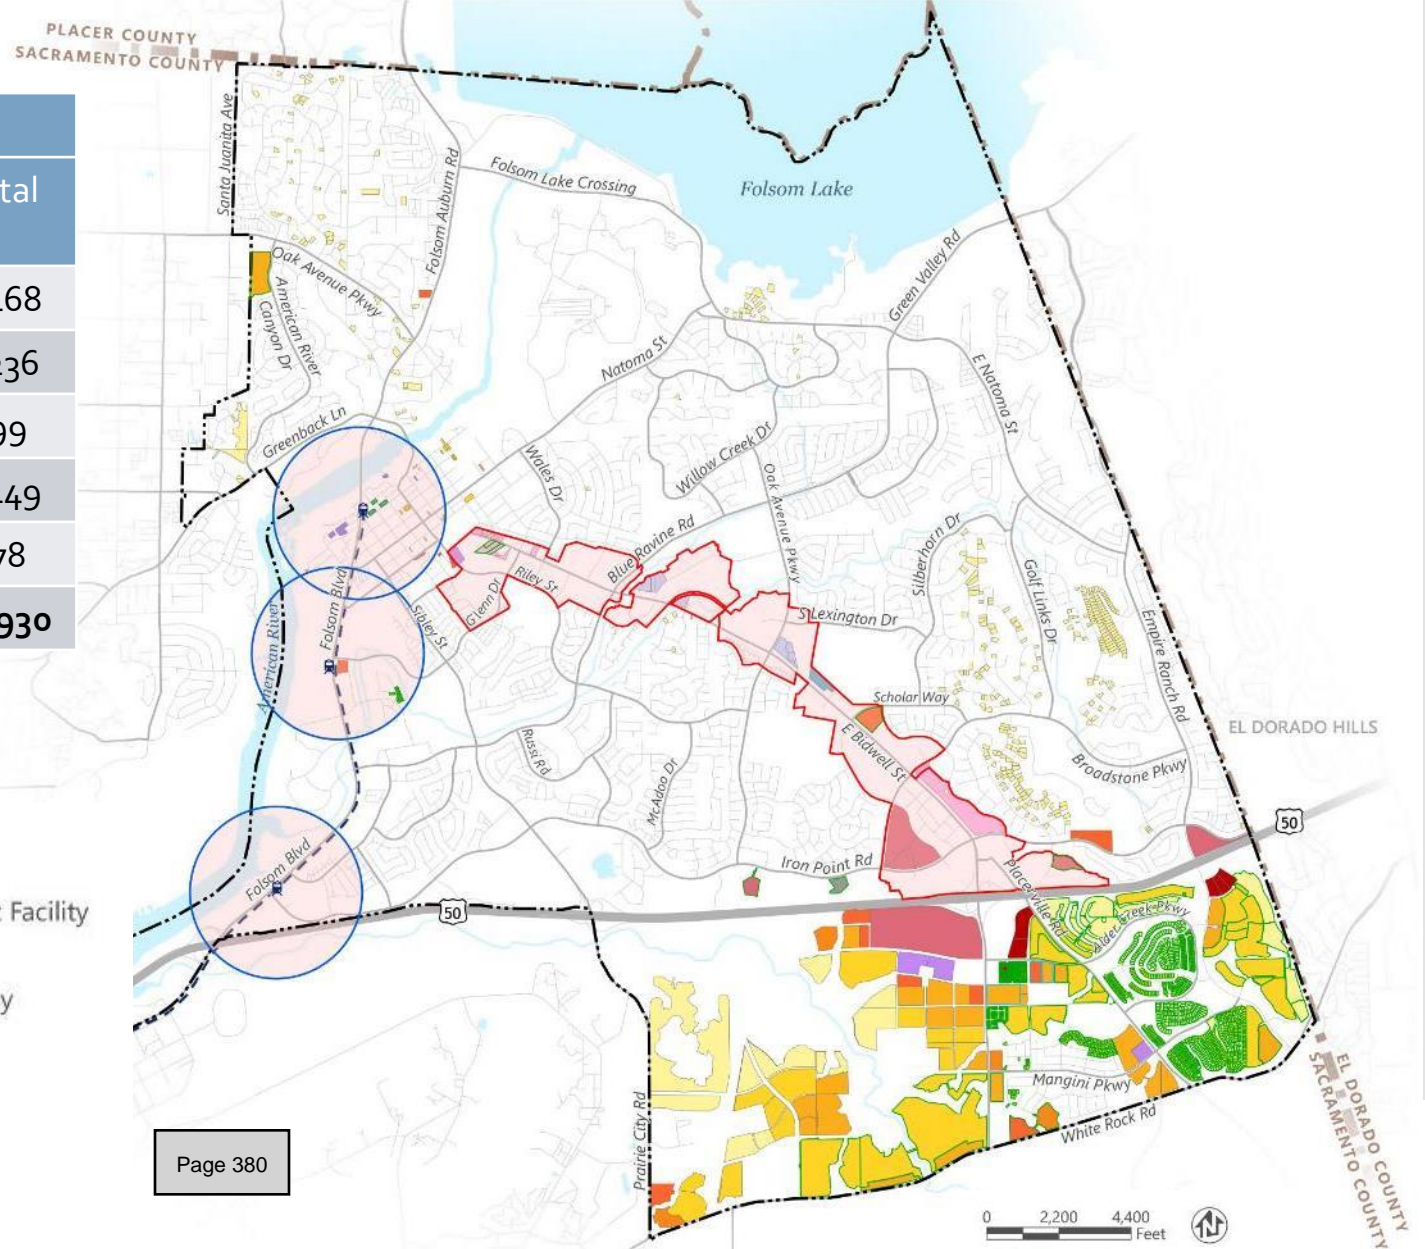 PLACER COUNTY
SACRAMENTO COUNTY
Santa Juanita Ave
Folsom Auburn Rd
Folsom Lake Crossing
Folsom Lake
tal
68
36
99
49
78
930
Oak Avenue Pkwy
American River
Canyon Dr
Greenback Ln
Green Valley Rd
Natoma St
E Natoma St
Wales Dr
Willow Creek Dr
Oak Avenue Pkwy
Blue Ravine Rd
Silberhorn Dr
Golf Links Dr
Riley St
Glenn Dr
Sibley St
Folsom Blvd
American River
S Lexington Dr
Empire Ranch Rd
Scholar Way
E Bidwell St
Broadstone Pkwy
EL DORADO HILLS
Russi Rd
McAdoo Dr
Iron Point Rd
Placerville Rd
50
Folsom Blvd
50
Facility
y
Alder Creek Pkwy
Mangini Pkwy
White Rock Rd
Prairie City Rd
EL DORADO COUNTY
SACRAMENTO COUNTY
Page 380
0 2,200 4,400
Feet
N